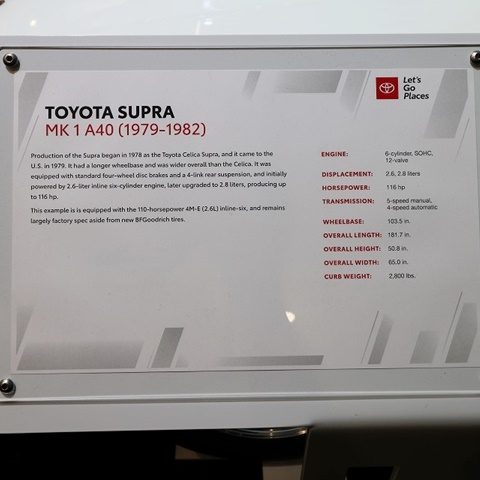 Let's
Go
Places
TOYOTA SUPRA
MK 1 A40 (1979-1982)
Production of the Supra began in 1978 as the Toyota Celica Supra, and it came to the
U.S. in 1979. It had a longer wheelbase and was wider overall than the Celica. It was
equipped with standard four-wheel disc brakes and a 4-link rear suspension, and initially
powered by 2.6-liter inline six-cylinder engine, later upgraded to 2.8 liters, producing up
to 116 hp.
This example is is equipped with the 110-horsepower 4M-E (2.6L) inline-six, and remains
largely factory spec aside from new BFGoodrich tires.
ENGINE: 6-cylinder, SOHC,
12-valve
DISPLACEMENT: 2.6, 2.8 liters
HORSEPOWER: 116 hp
TRANSMISSION: 5-speed manual,
4-speed automatic
WHEELBASE: 103.5 in.
OVERALL LENGTH: 181.7 in.
OVERALL HEIGHT: 50.8 in.
OVERALL WIDTH: 65.0 in.
CURB WEIGHT: 2,800 lbs.